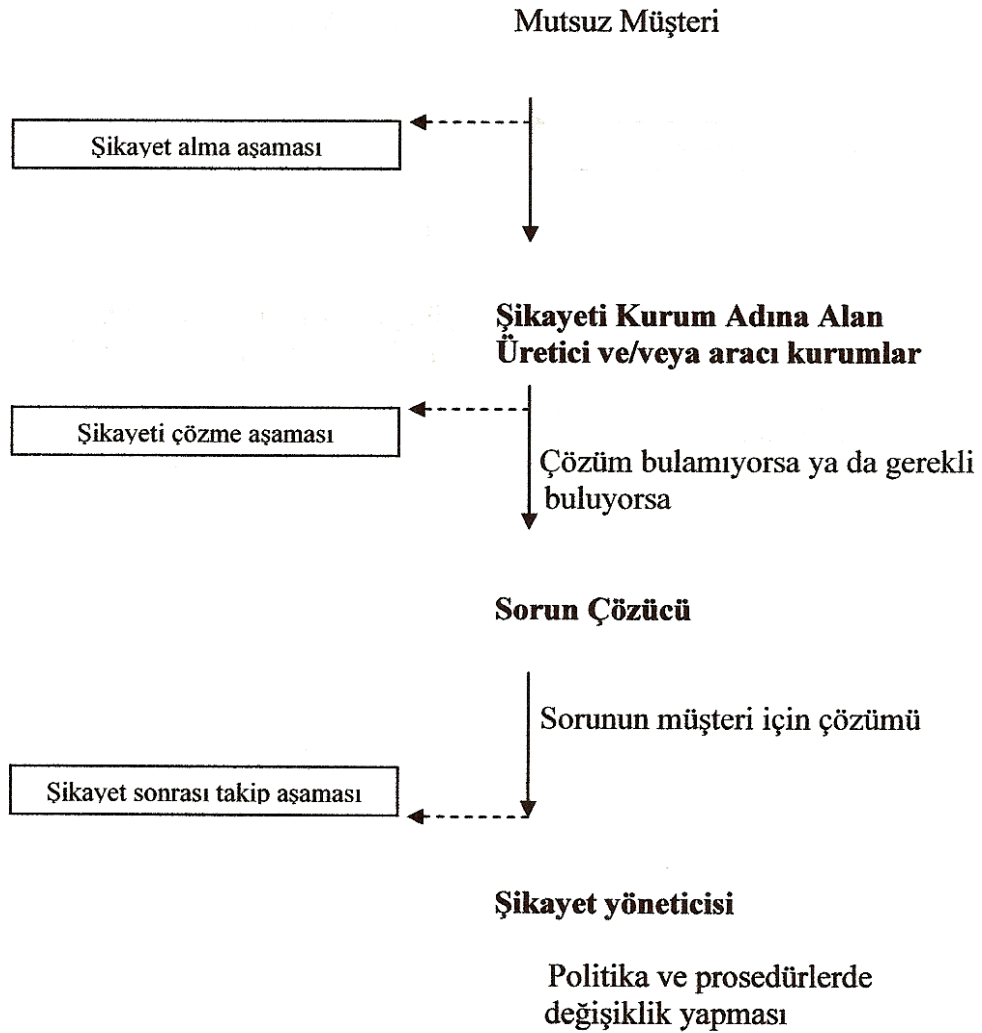 Mutsuz Müşteri
Şikayet alma aşaması
Şikayeti Kurum Adına Alan
Üretici ve/veya aracı kurumlar
Şikayeti çözme aşaması
Çözüm bulamıyorsa ya da gerekli
buluyorsa
Sorun Çözücü
Sorunun müşteri için çözümü
Şikayet sonrası takip aşaması
Şikayet yöneticisi
Politika ve prosedürlerde
değişiklik yapması